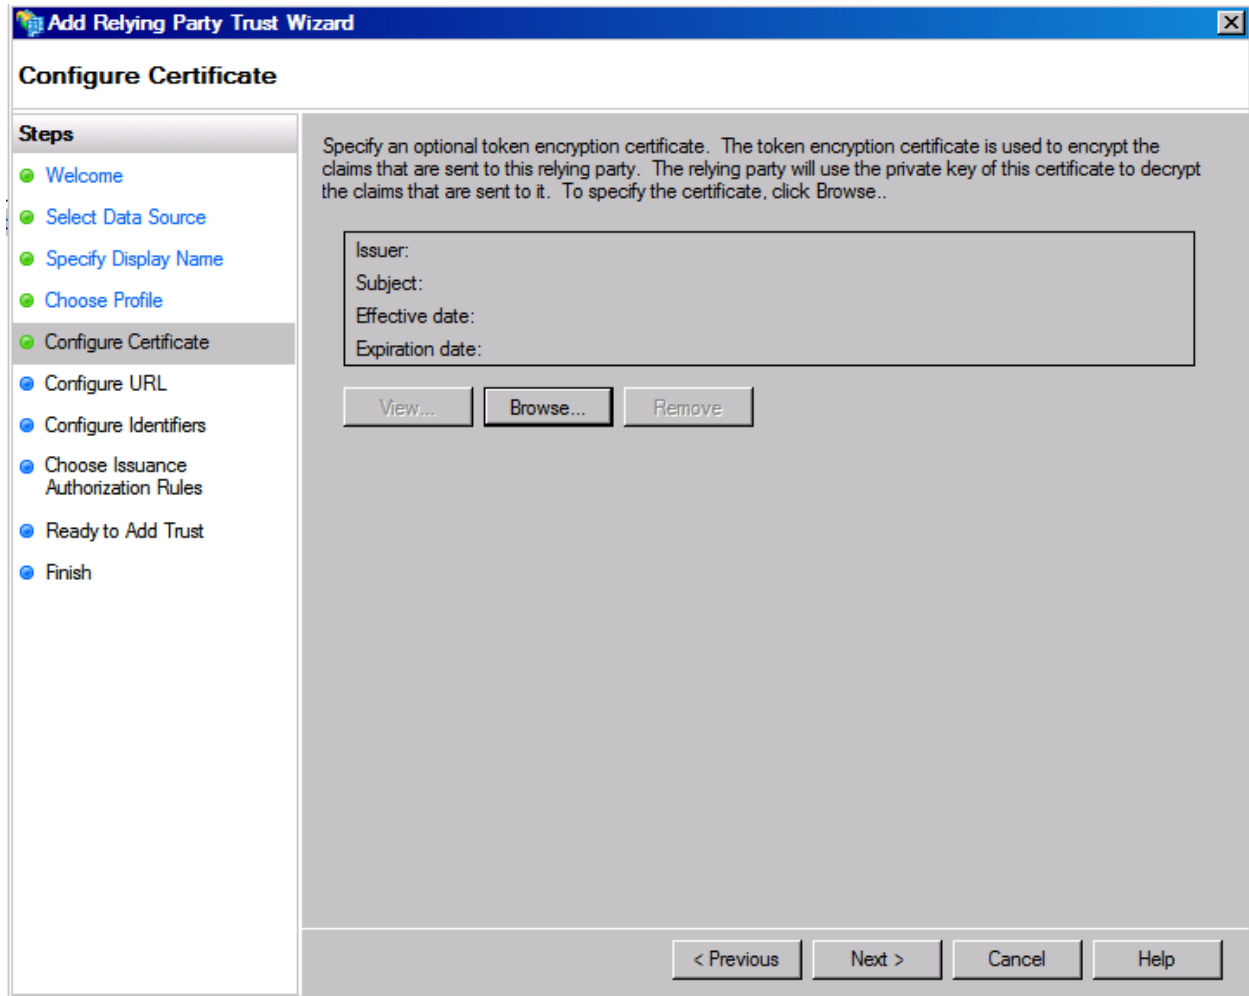 Add Relying Party Trust Wizard
Configure Certificate
Steps
Welcome
Select Data Source
Specify Display Name
Choose Profile
Configure Certificate
Configure URL
Configure Identifiers
Choose Issuance
Authorization Rules
Ready to Add Trust
Finish
Specify an optional token encryption certificate.  The token encryption certificate is used to encrypt the
claims that are sent to this relying party.  The relying party will use the private key of this certificate to decrypt
the claims that are sent to it.  To specify the certificate, click Browse..
Issuer:
Subject:
Effective date:
Expiration date:
View... Browse... Remove
< Previous Next > Cancel Help